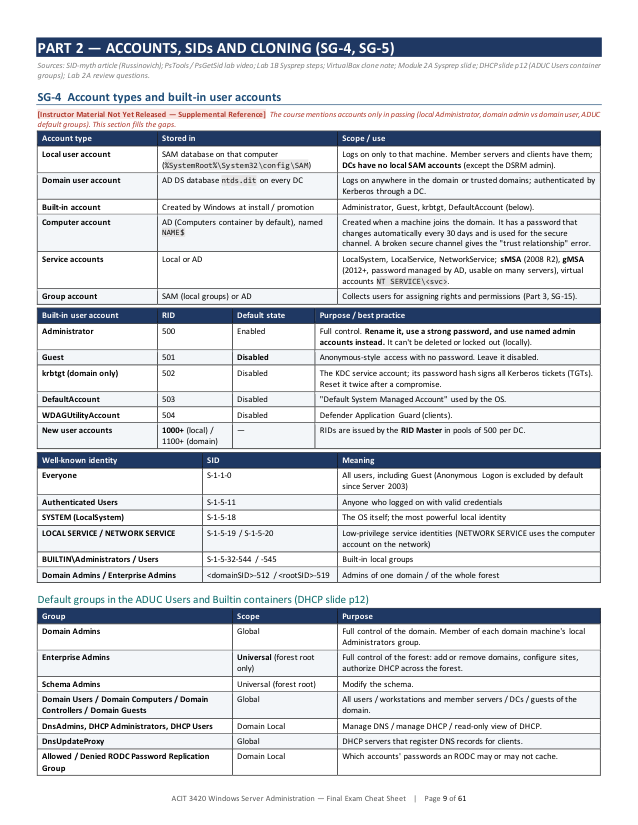 PART 2 — ACCOUNTS, SIDs AND CLONING (SG-4, SG-5)
Sources: SID-myth article (Russinovich); PsTools / PsGetSid lab video; Lab 1B Sysprep steps; VirtualBox clone note; Module 2A Sysprep slide; DHCP slide p12 (ADUC Users container
groups); Lab 2A review questions.
SG-4 Account types and built-in user accounts
[Instructor Material Not Yet Released — Supplemental Reference] The course mentions accounts only in passing (local Administrator, domain admin vs domain user, ADUC
default groups). This section fills the gaps.
Account type Stored in Scope / use
Local user account SAM database on that computer Logs on only to that machine. Member servers and clients have them;
(%SystemRoot%\System32\config\SAM) DCs have no local SAM accounts (except the DSRM admin).
Domain user account AD DS database ntds.dit on every DC Logs on anywhere in the domain or trusted domains; authenticated by
Kerberos through a DC.
Built-in account Created by Windows at install / promotion Administrator, Guest, krbtgt, DefaultAccount (below).
Computer account AD (Computers container by default), named Created when a machine joins the domain. It has a password that
NAME$ changes automatically every 30 days and is used for the secure
channel. A broken secure channel gives the "trust relationship" error.
Service accounts Local or AD LocalSystem, LocalService, NetworkService; sMSA (2008 R2), gMSA
(2012+, password managed by AD, usable on many servers), virtual
accounts NT SERVICE\<svc>.
Group account SAM (local groups) or AD Collects users for assigning rights and permissions (Part 3, SG-15).
Built-in user account RID Default state Purpose / best practice
Administrator 500 Enabled Full control. Rename it, use a strong password, and use named admin
accounts instead. It can't be deleted or locked out (locally).
Guest 501 Disabled Anonymous-style access with no password. Leave it disabled.
krbtgt (domain only) 502 Disabled The KDC service account; its password hash signs all Kerberos tickets (TGTs).
Reset it twice after a compromise.
DefaultAccount 503 Disabled "Default System Managed Account" used by the OS.
WDAGUtilityAccount 504 Disabled Defender Application Guard (clients).
New user accounts 1000+ (local) / — RIDs are issued by the RID Master in pools of 500 per DC.
1100+ (domain)
Well-known identity SID Meaning
Everyone S-1-1-0 All users, including Guest (Anonymous Logon is excluded by default
since Server 2003)
Authenticated Users S-1-5-11 Anyone who logged on with valid credentials
SYSTEM (LocalSystem) S-1-5-18 The OS itself; the most powerful local identity
LOCAL SERVICE / NETWORK SERVICE S-1-5-19 / S-1-5-20 Low-privilege service identities (NETWORK SERVICE uses the computer
account on the network)
BUILTIN\Administrators / Users S-1-5-32-544 / -545 Built-in local groups
Domain Admins / Enterprise Admins <domainSID>-512 / <rootSID>-519 Admins of one domain / of the whole forest
Default groups in the ADUC Users and Builtin containers (DHCP slide p12)
Group Scope Purpose
Domain Admins Global Full control of the domain. Member of each domain machine's local
Administrators group.
Enterprise Admins Universal (forest root Full control of the forest: add or remove domains, configure sites,
only) authorize DHCP across the forest.
Schema Admins Universal (forest root) Modify the schema.
Domain Users / Domain Computers / Domain Global All users / workstations and member servers / DCs / guests of the
Controllers / Domain Guests domain.
DnsAdmins, DHCP Administrators, DHCP Users Domain Local Manage DNS / manage DHCP / read-only view of DHCP.
DnsUpdateProxy Global DHCP servers that register DNS records for clients.
Allowed / Denied RODC Password Replication Domain Local Which accounts' passwords an RODC may or may not cache.
Group
ACIT 3420 Windows Server Administration — Final Exam Cheat Sheet | Page 9 of 61